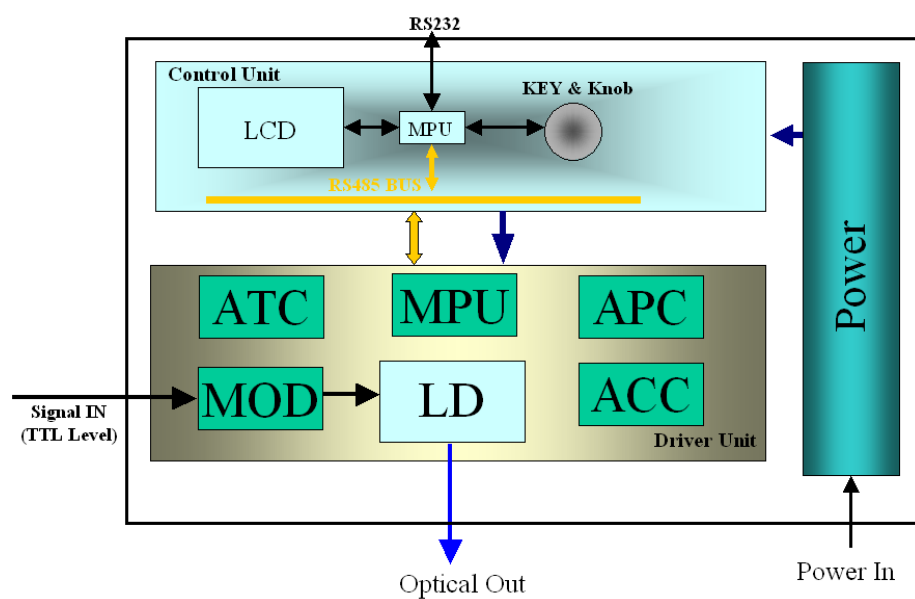 RS232
Control Unit
KEY & Knob
LCD
MPU
RS485 BUS
Power
ATC
MPU
APC
MOD
LD
ACC
Signal IN
(TTL Level)
Driver Unit
Optical Out
Power In